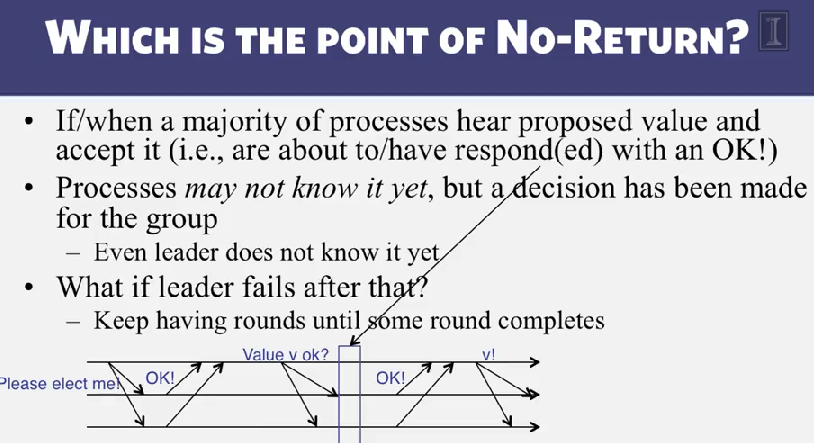 WHICH IS THE POINT OF NO-RETURN?
I
• If/when a majority of processes hear proposed value and
accept it (i.e., are about to/have respond(ed) with an OK!)
• Processes may not know it yet, but a decision has been made
for the group
– Even leader does not know it yet
• What if leader fails after that?
– Keep having rounds until some round completes
Value v ok?
v!
Please elect me!
OK!
OK!